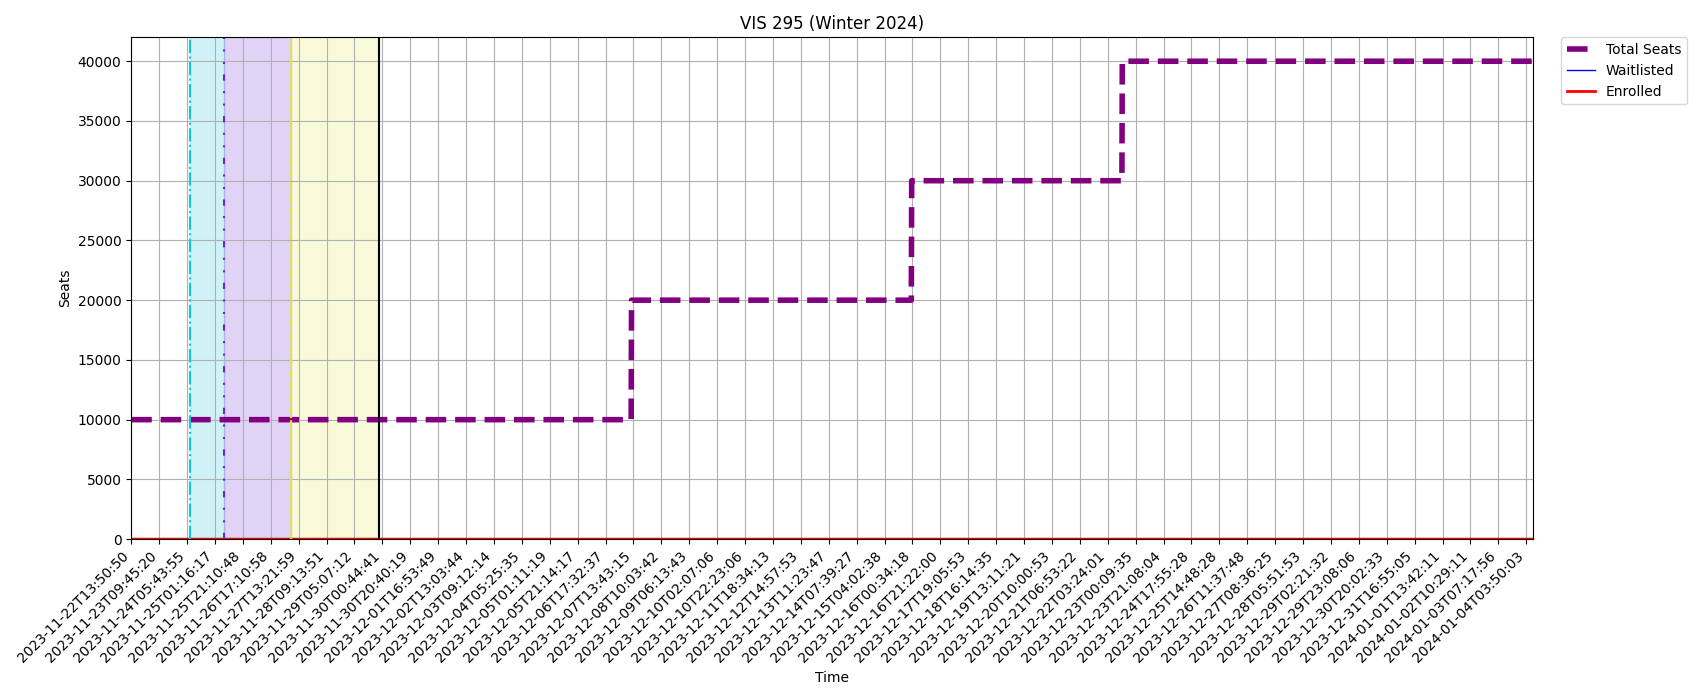 VIS 295 (Winter 2024)
Total Seats
Waitlisted
Enrolled
40000
35000
30000
25000
20000
15000
10000
5000
0
Seats
2023-11-22T13:50:50
2023-11-23T09:45:20
2023-11-24T05:43:55
2023-11-25T01:16:17
2023-11-25T21:10:48
2023-11-26T17:10:58
2023-11-27T13:21:59
2023-11-28T09:13:51
2023-11-29T05:07:12
2023-11-30T00:44:41
2023-11-30T20:40:19
2023-12-01T16:53:49
2023-12-02T13:03:44
2023-12-03T09:12:14
2023-12-04T05:25:35
2023-12-05T01:11:19
2023-12-05T21:14:17
2023-12-06T17:32:37
2023-12-07T13:43:15
2023-12-08T10:03:42
2023-12-09T06:13:43
2023-12-10T02:07:06
2023-12-10T22:23:06
2023-12-11T18:34:13
2023-12-12T14:57:53
2023-12-13T11:23:47
2023-12-14T07:39:27
2023-12-15T04:02:38
2023-12-16T00:34:18
2023-12-16T21:22:00
2023-12-17T19:05:53
2023-12-18T16:14:35
2023-12-19T13:11:21
2023-12-20T10:00:53
2023-12-21T06:53:22
2023-12-22T03:24:01
2023-12-23T00:09:35
2023-12-23T21:08:04
2023-12-24T17:55:28
2023-12-25T14:48:28
2023-12-26T11:37:48
2023-12-27T08:36:25
2023-12-28T05:51:53
2023-12-29T02:21:32
2023-12-29T23:08:06
2023-12-30T20:02:33
2023-12-31T16:55:05
2024-01-01T13:42:11
2024-01-02T10:29:11
2024-01-03T07:17:56
2024-01-04T03:50:03
Time